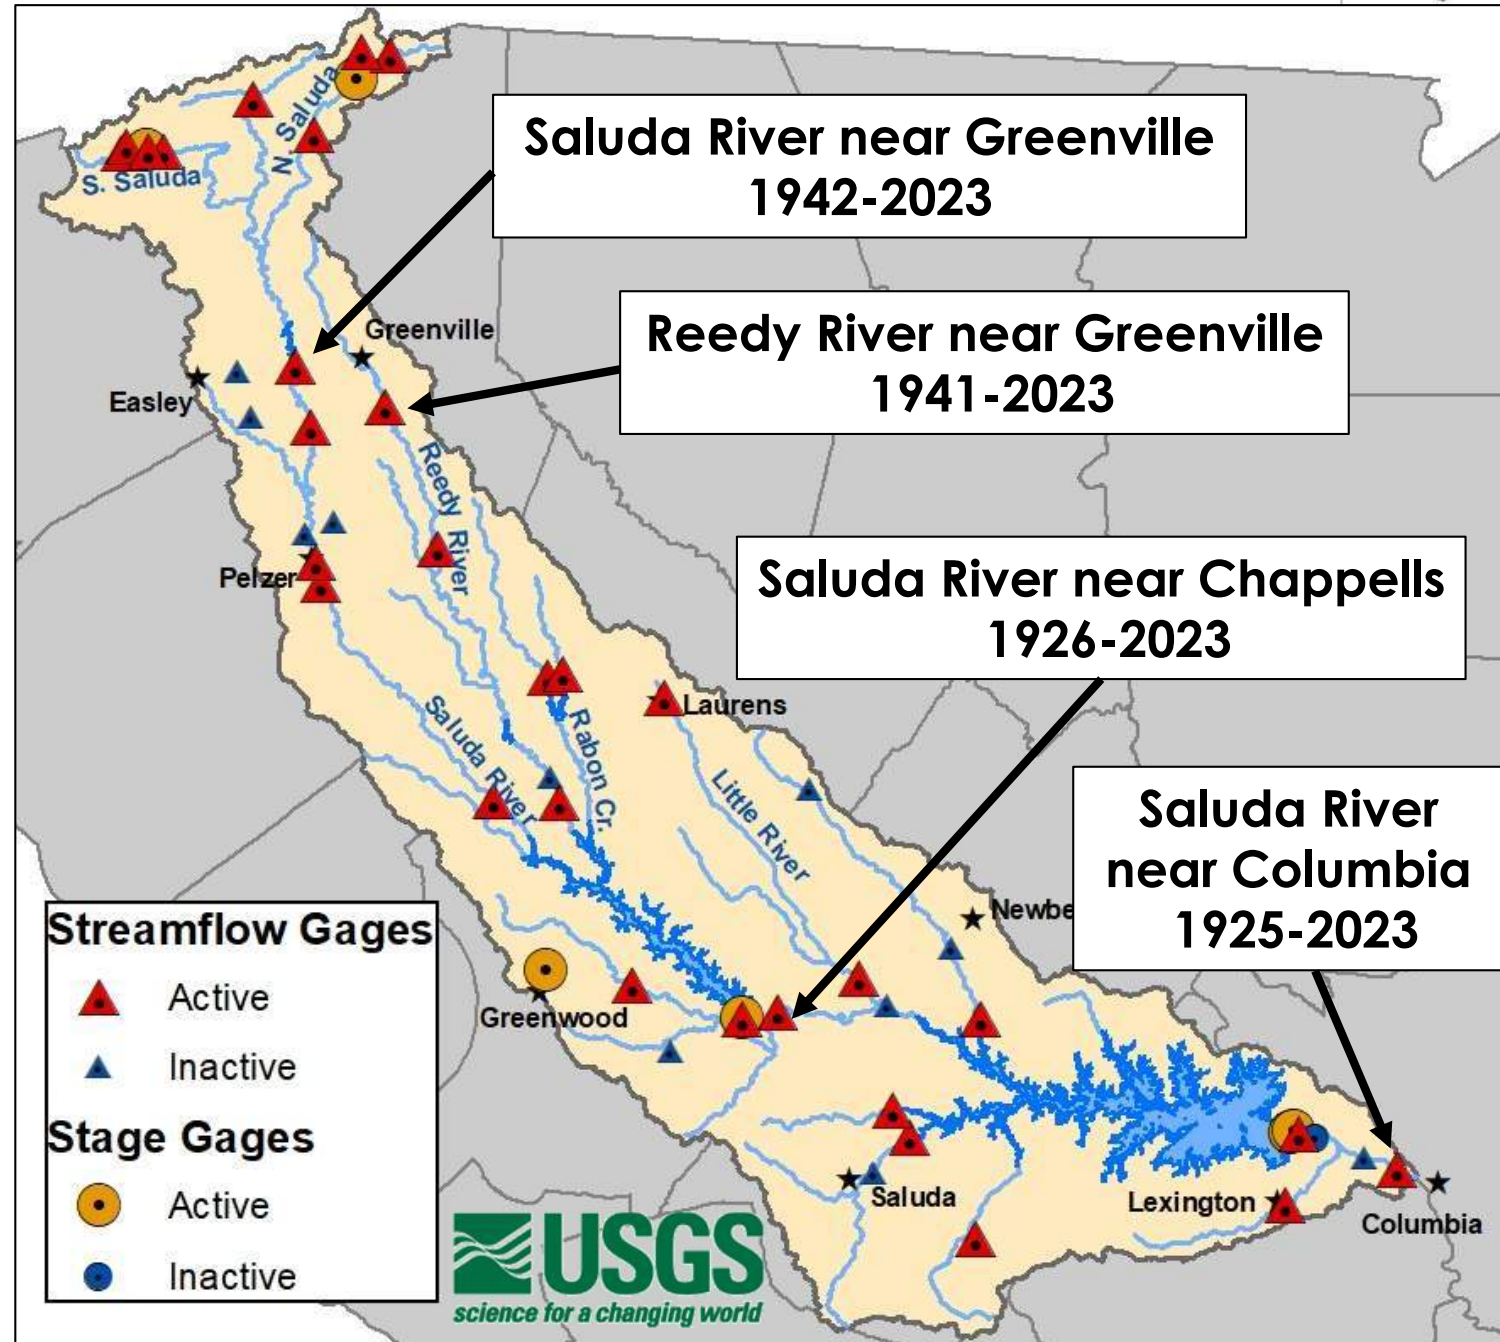 N. Saluda
S. Saluda
Saluda River near Greenville
1942-2023
Reedy River near Greenville
1941-2023
Greenville
Easley
Reedy River
Pelzer
Saluda River near Chappells
1926-2023
Laurens
Saluda River
Rabon Cr.
Little River
Saluda River
near Columbia
1925-2023
Newbe
Greenwood
Streamflow Gages
Active
Inactive
Stage Gages
Active
Inactive
Saluda
Lexington
Columbia
USGS
science for a changing world